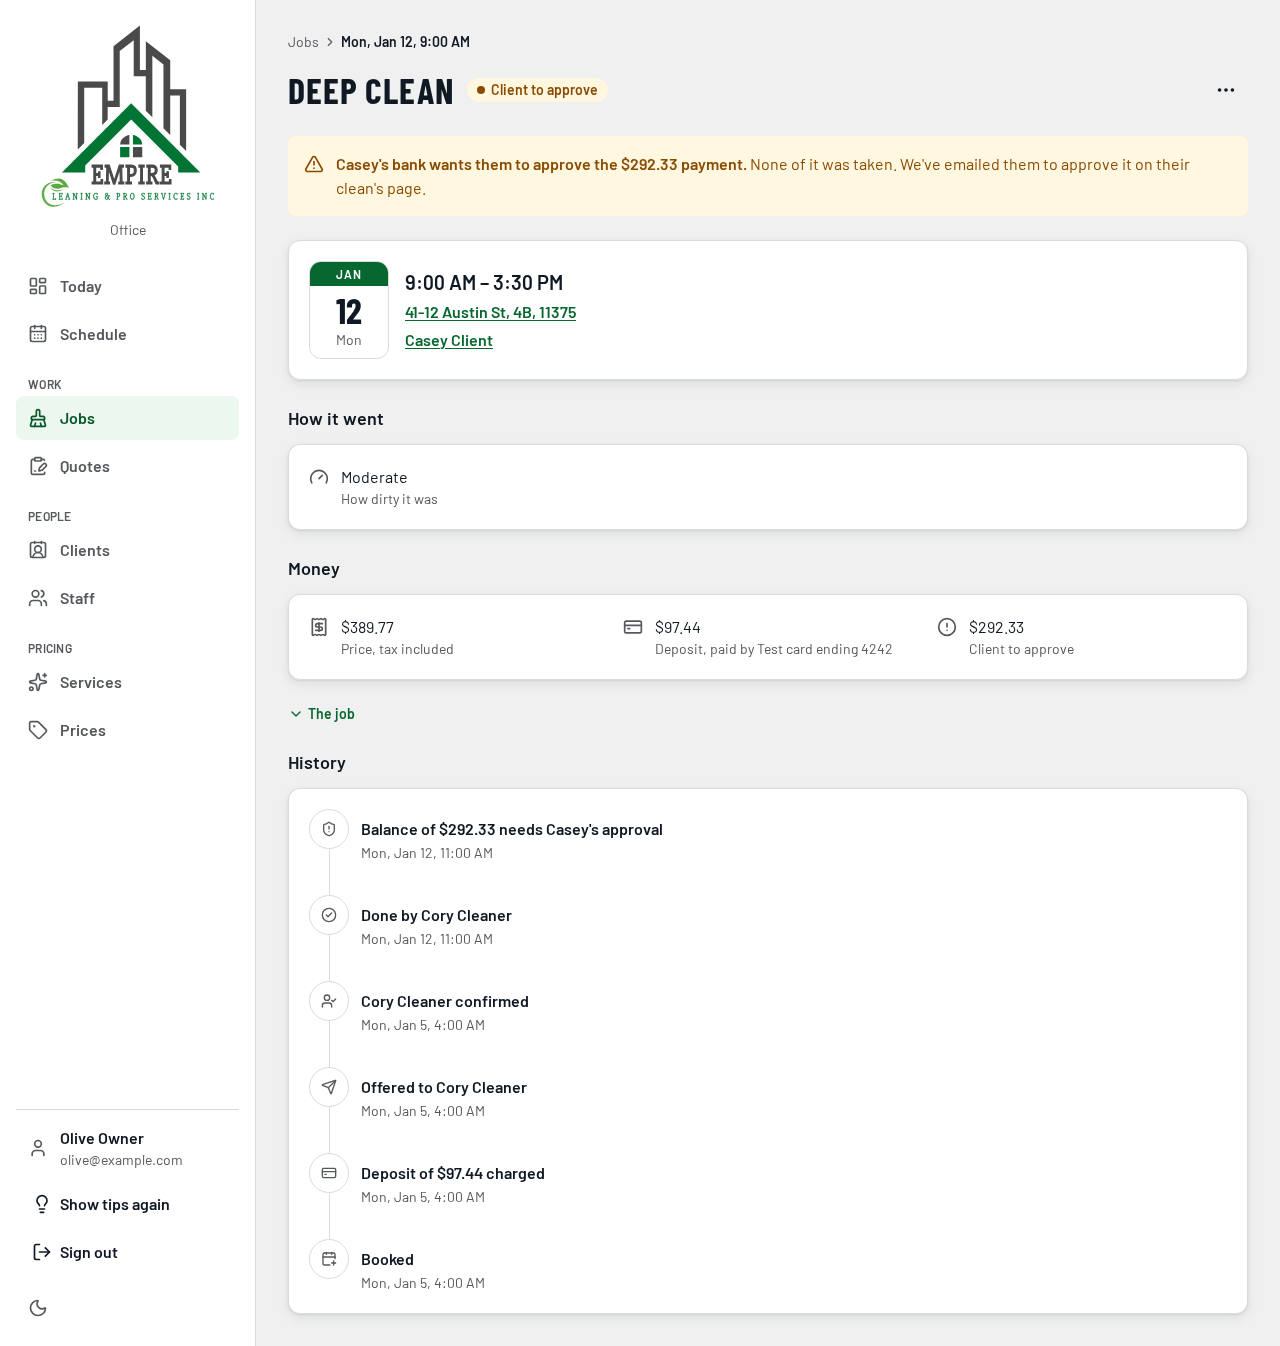 EMPIRE
LEANING & PRO SERVICES INC
Office
Today
Schedule
WORK
Jobs
Quotes
PEOPLE
Clients
Staff
PRICING
Services
Prices
Olive Owner
olive@example.com
Show tips again
Sign out
Jobs > Mon, Jan 12, 9:00 AM
DEEP CLEAN
Client to approve
Casey's bank wants them to approve the $292.33 payment. None of it was taken. We've emailed them to approve it on their
clean's page.
JAN
12
Mon
9:00 AM – 3:30 PM
41-12 Austin St, 4B, 11375
Casey Client
How it went
Moderate
How dirty it was
Money
$389.77
Price, tax included
$97.44
Deposit, paid by Test card ending 4242
$292.33
Client to approve
The job
History
Balance of $292.33 needs Casey's approval
Mon, Jan 12, 11:00 AM
Done by Cory Cleaner
Mon, Jan 12, 11:00 AM
Cory Cleaner confirmed
Mon, Jan 5, 4:00 AM
Offered to Cory Cleaner
Mon, Jan 5, 4:00 AM
Deposit of $97.44 charged
Mon, Jan 5, 4:00 AM
Booked
Mon, Jan 5, 4:00 AM